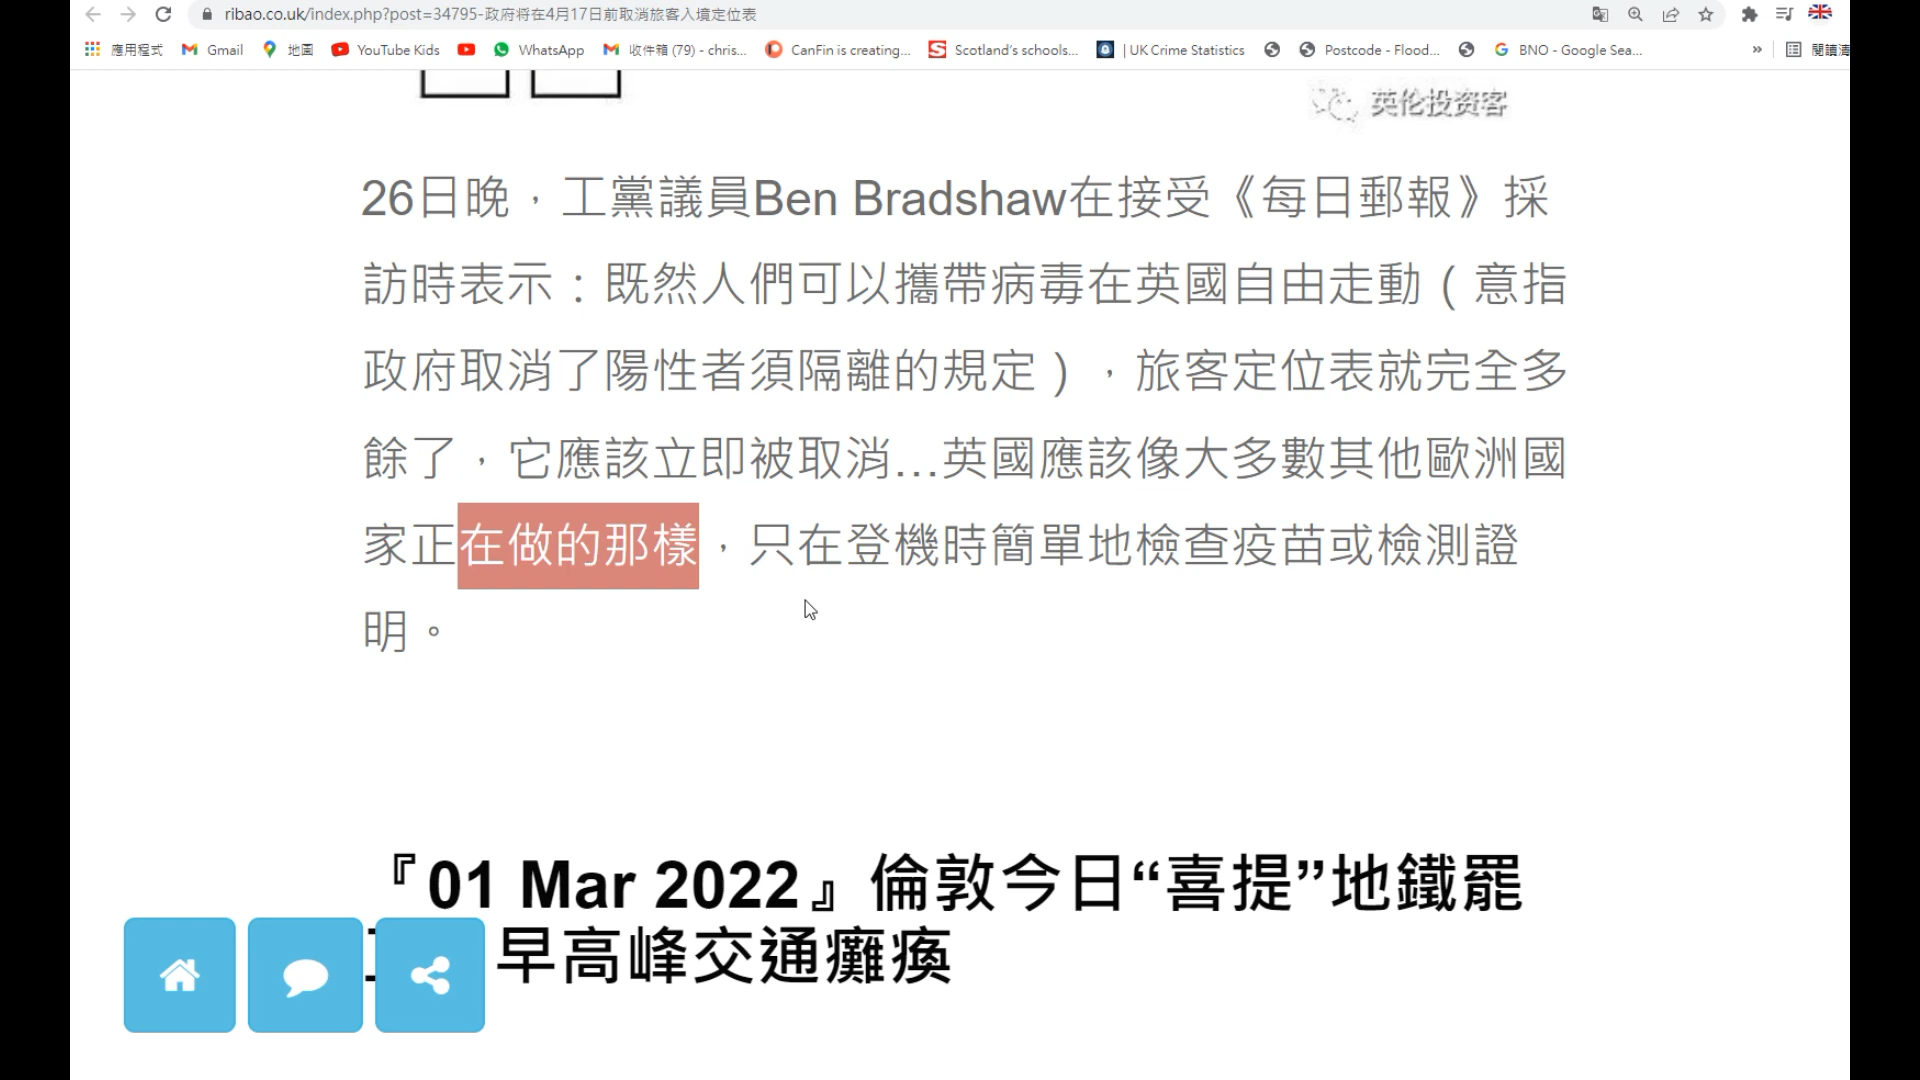 ribao.co.uk/index.php?post=34795-政府将在4月17日前取消旅客入境定位表
應用程式 Gmail 地圖 YouTube Kids WhatsApp 收件箱 (79) - chris... CanFin is creating... Scotland's schools... | UK Crime Statistics Postcode - Flood... BNO - Google Sea... » 閱讀清
英伦投资客
26日晚，工黨議員Ben Bradshaw在接受《每日郵報》採
訪時表示：既然人們可以攜帶病毒在英國自由走動（意指
政府取消了陽性者須隔離的規定），旅客定位表就完全多
餘了，它應該立即被取消…英國應該像大多數其他歐洲國
家正在做的那樣，只在登機時簡單地檢查疫苗或檢測證
明。
『01 Mar 2022』倫敦今日“喜提”地鐵罷
早高峰交通癱瘓